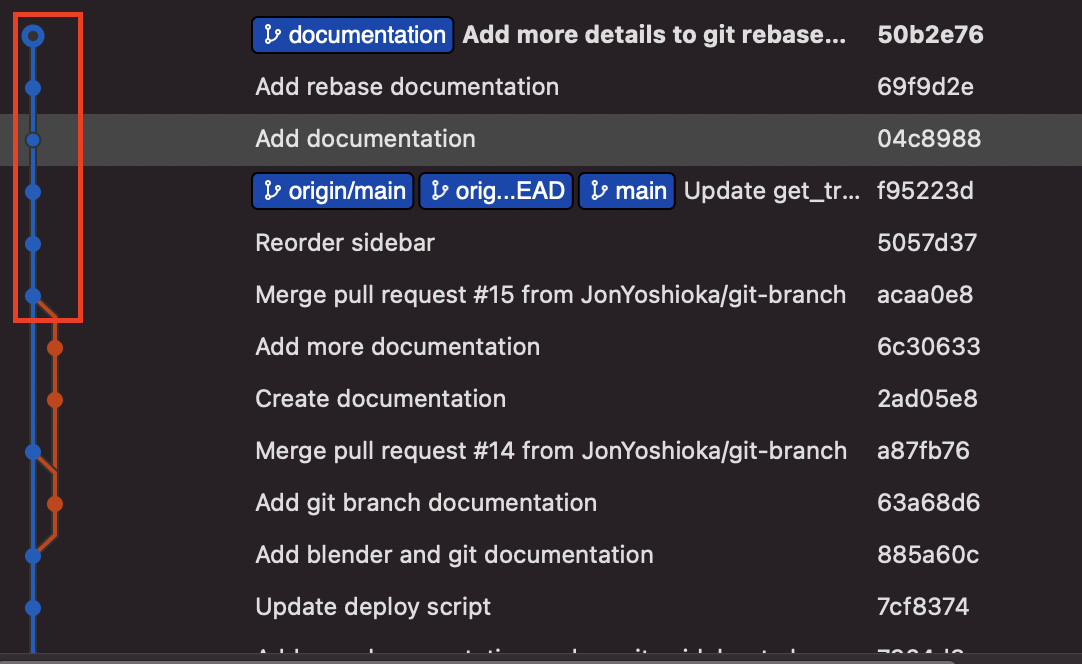 documentation Add more details to git rebase... 50b2e76
Add rebase documentation 69f9d2e
Add documentation 04c8988
origin/main orig...EAD main Update get_tr... f95223d
Reorder sidebar 5057d37
Merge pull request #15 from JonYoshioka/git-branch acaa0e8
Add more documentation 6c30633
Create documentation 2ad05e8
Merge pull request #14 from JonYoshioka/git-branch a87fb76
Add git branch documentation 63a68d6
Add blender and git documentation 885a60c
Update deploy script 7cf8374